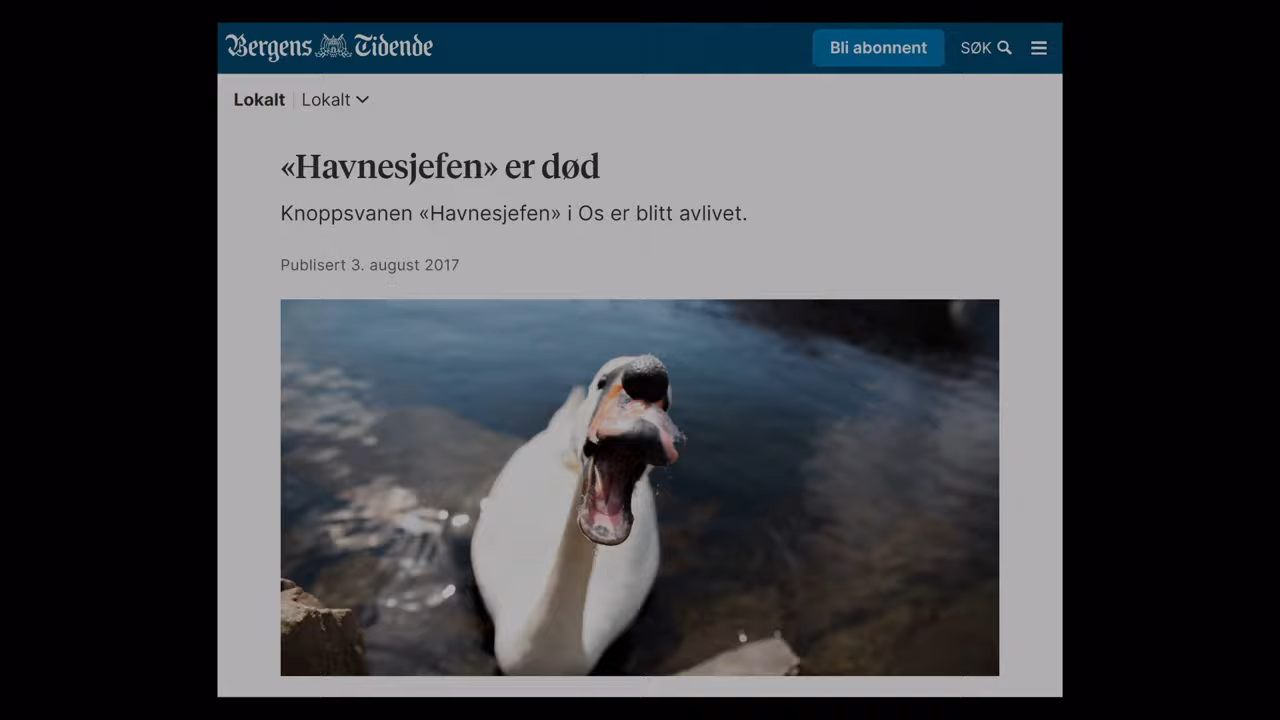 Bergens Tidende
Bli abonnent
SØK
Lokalt
Lokalt
«Havnesjefen» er død
Knoppsvanen «Havnesjefen» i Os er blitt avlivet.
Publisert 3. august 2017